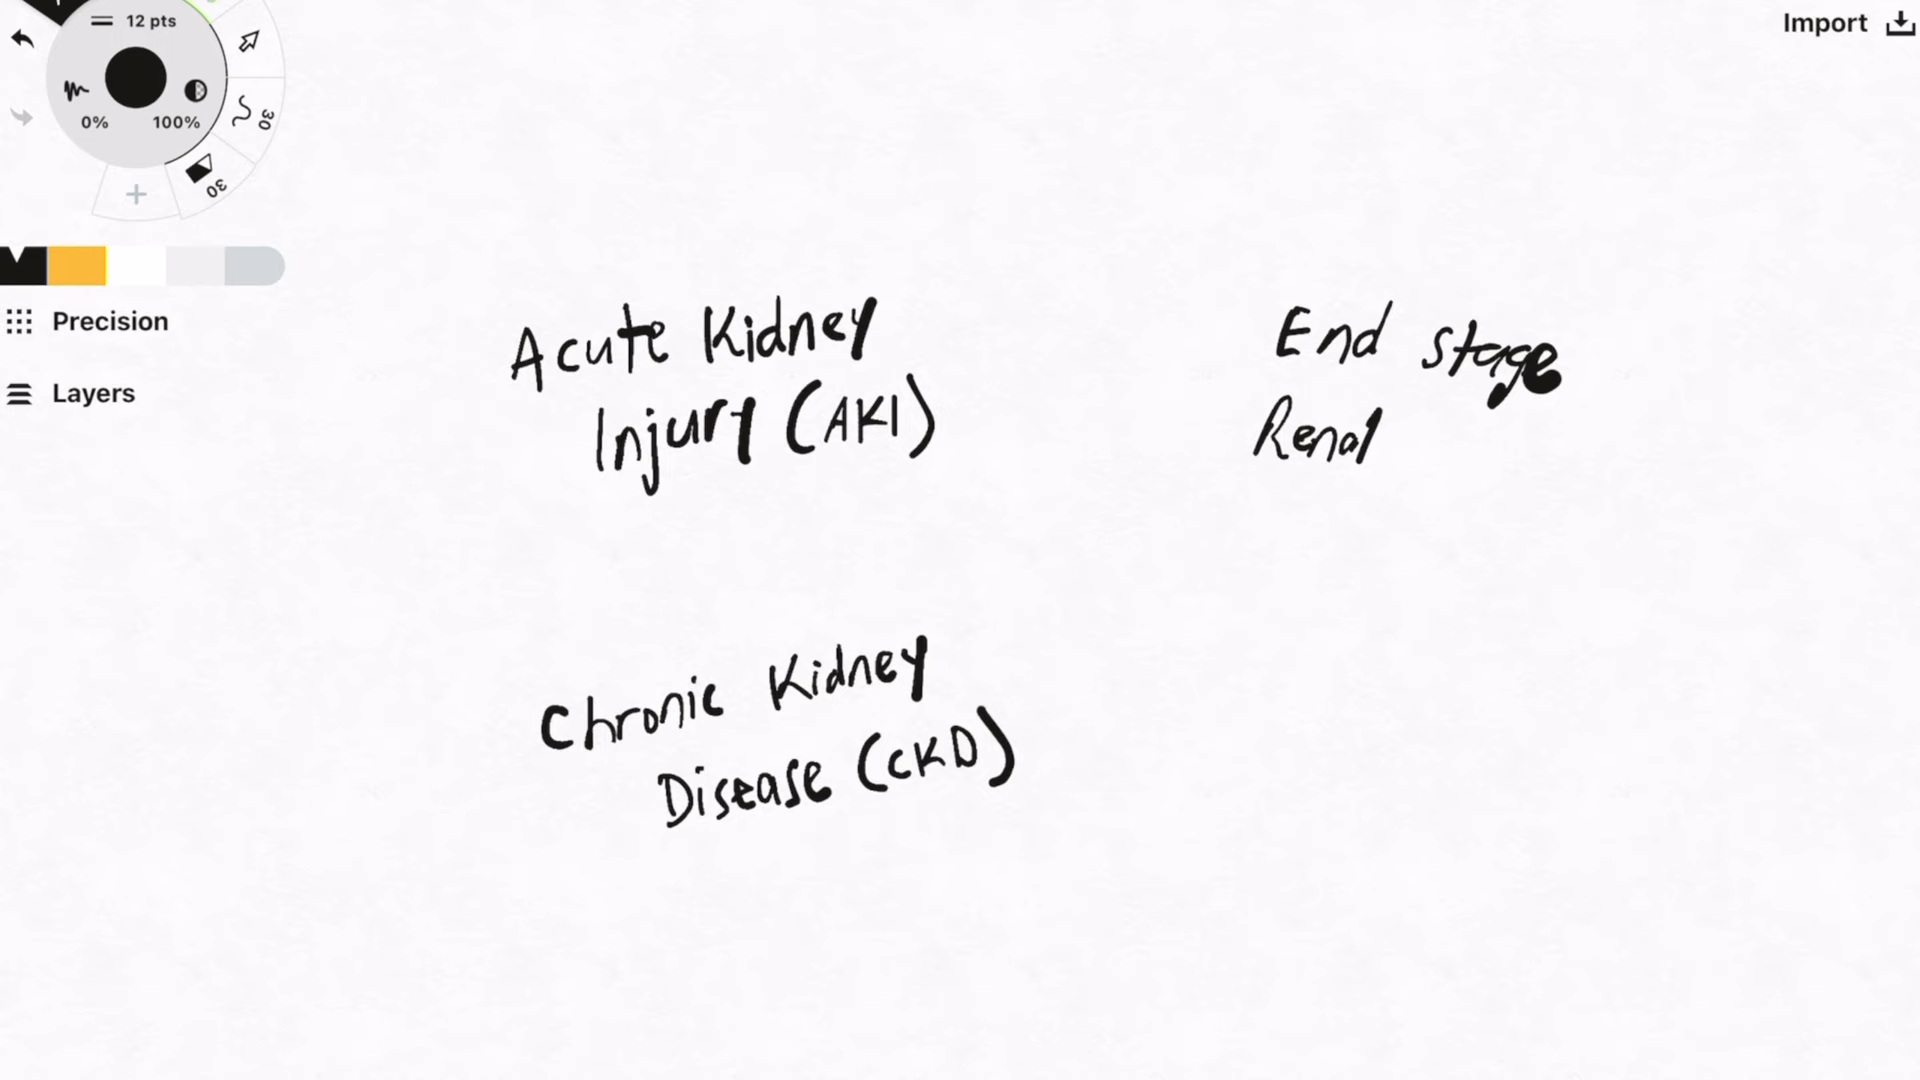 12 pts
Import
0%
100%
30
30
Precision
Layers
Acute Kidney
Injury (AKI)
End stage
Renal
Chronic Kidney
Disease (CKD)